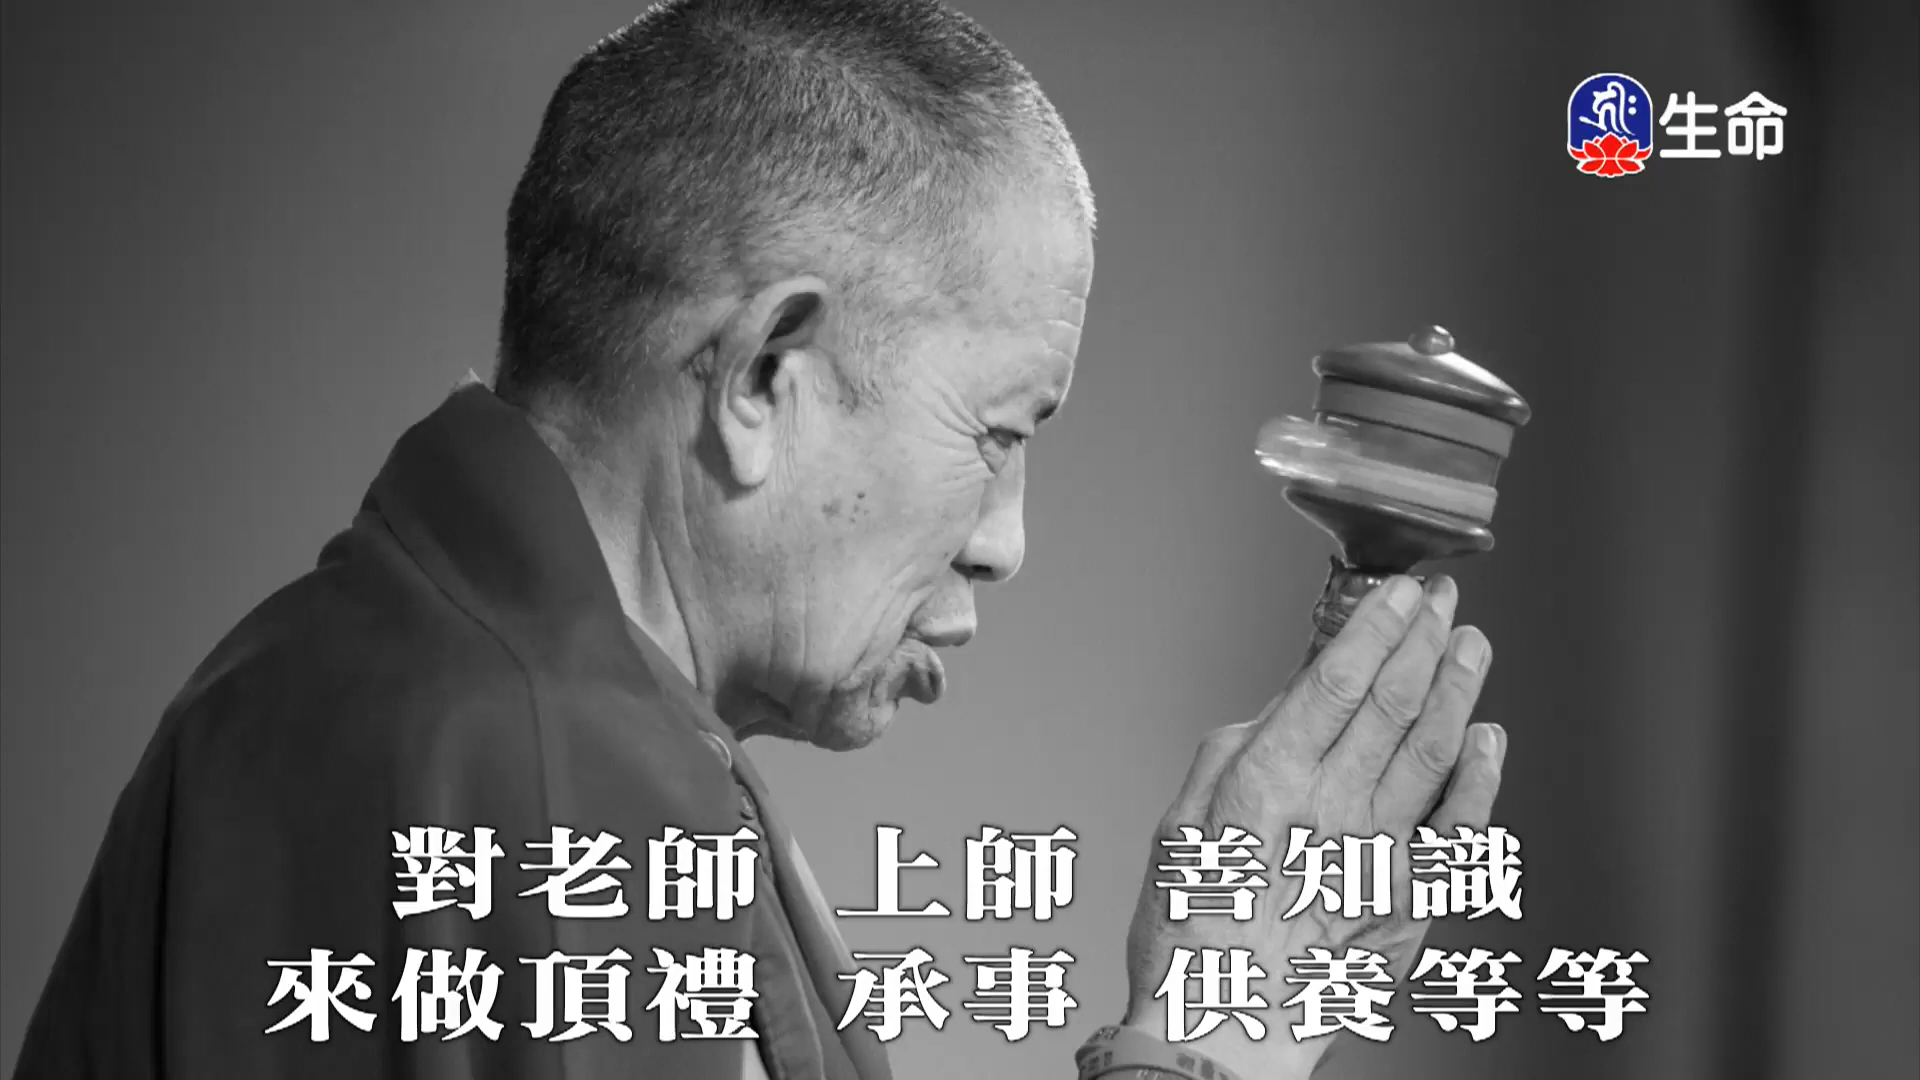 生命
對老師 上師 善知識
來做頂禮 承事 供養等等